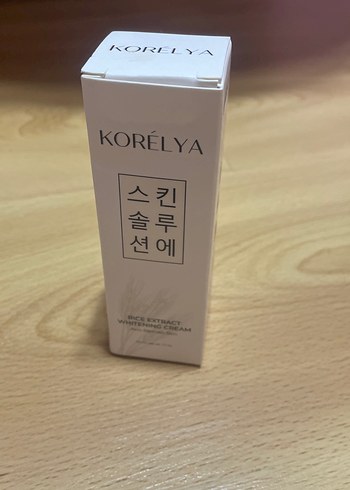 KORÉLYA
KORÉLYA
스킨
솔루
션에
RICE EXTRACT
WHITENING CREAM